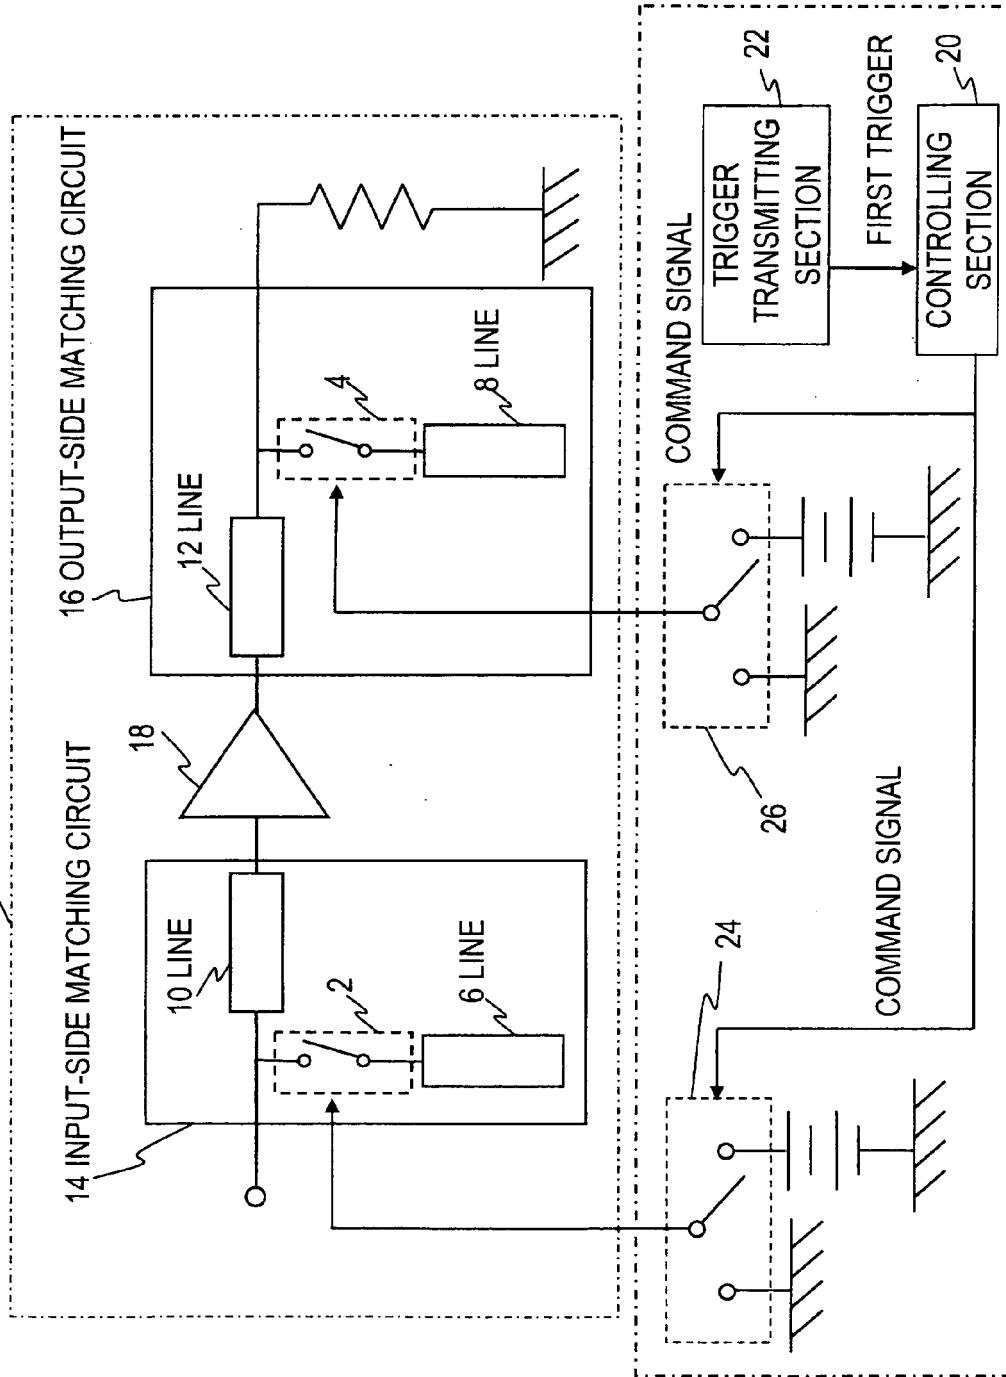 14 INPUT-SIDE MATCHING CIRCUIT
16 OUTPUT-SIDE MATCHING CIRCUIT
18
10 LINE
12 LINE
2
4
6 LINE
8 LINE
24
26
COMMAND SIGNAL
COMMAND SIGNAL
TRIGGER
TRANSMITTING
SECTION
22
FIRST TRIGGER
CONTROLLING
SECTION
20